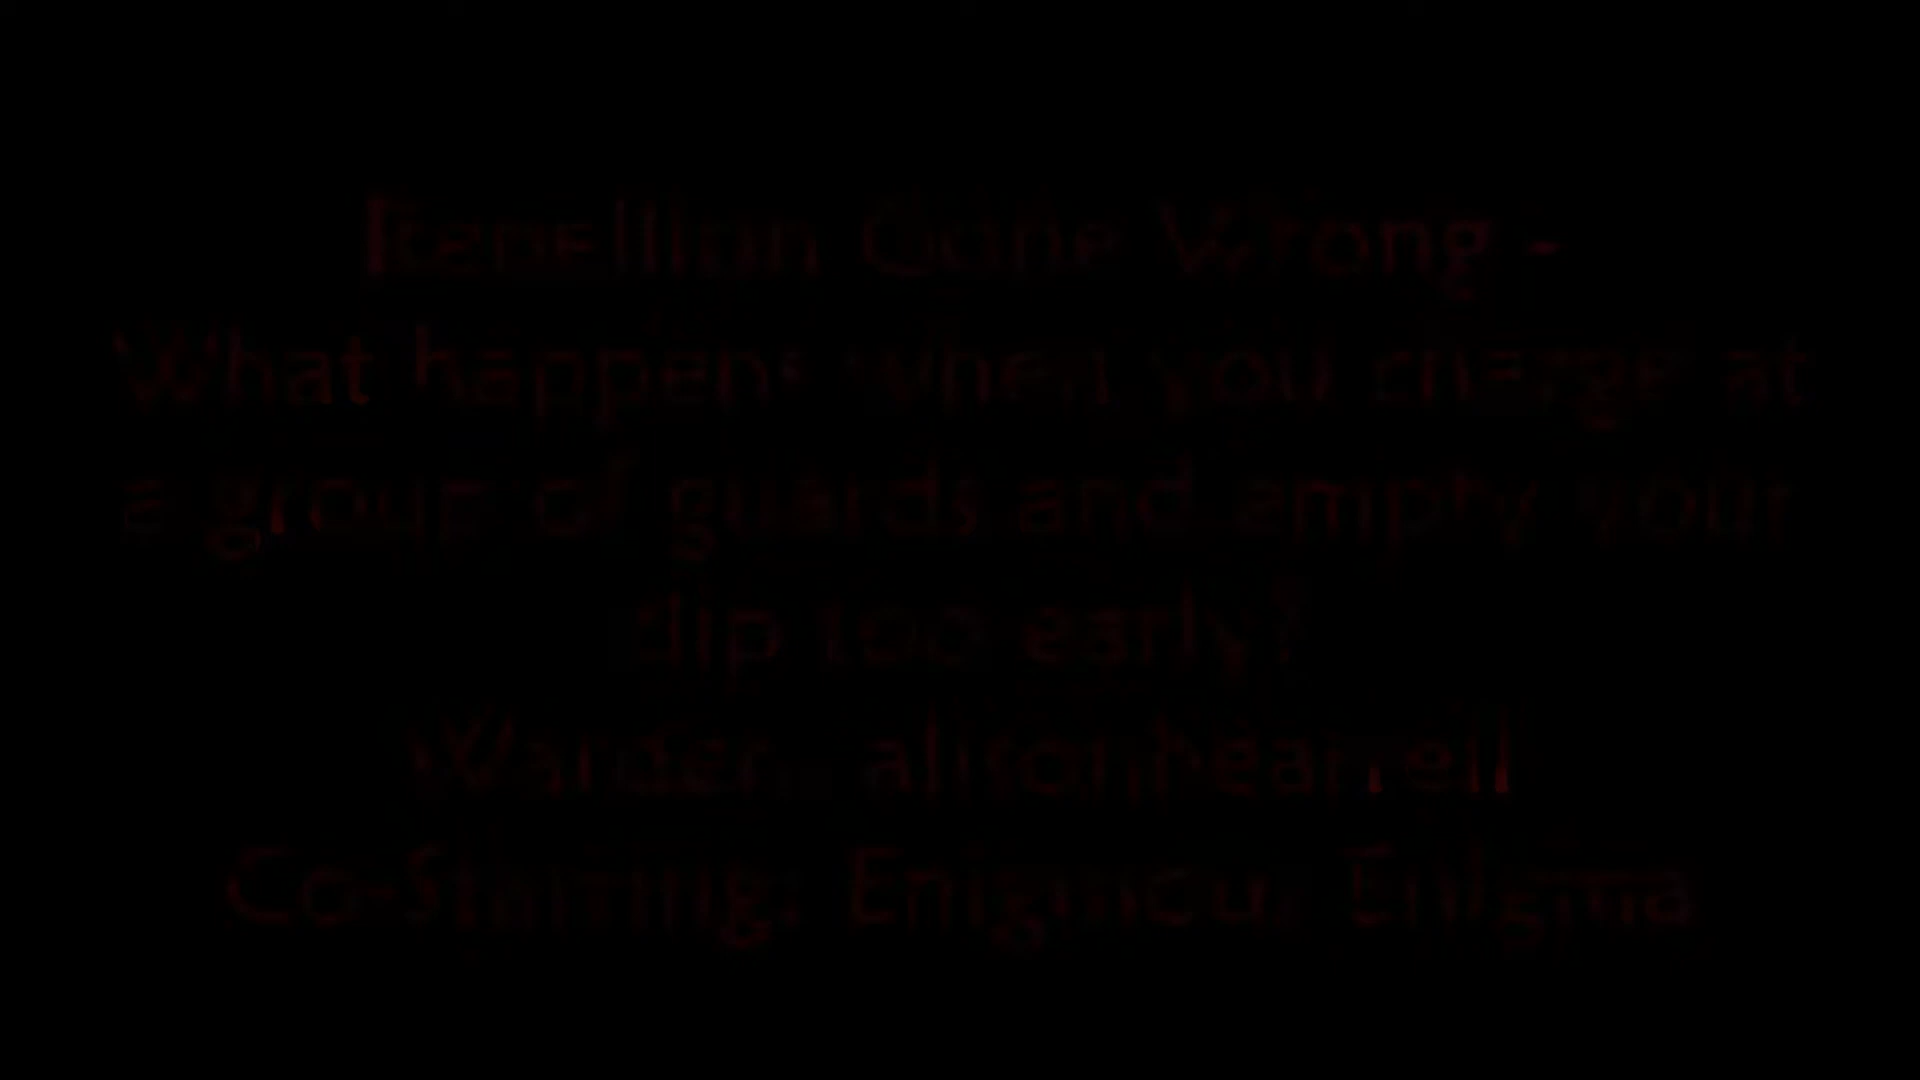 Rebellion Gone Wrong -
What happens when you charge at
a group of guards and empty your
clip too early?
Warden:
Co-Starring: Enigma